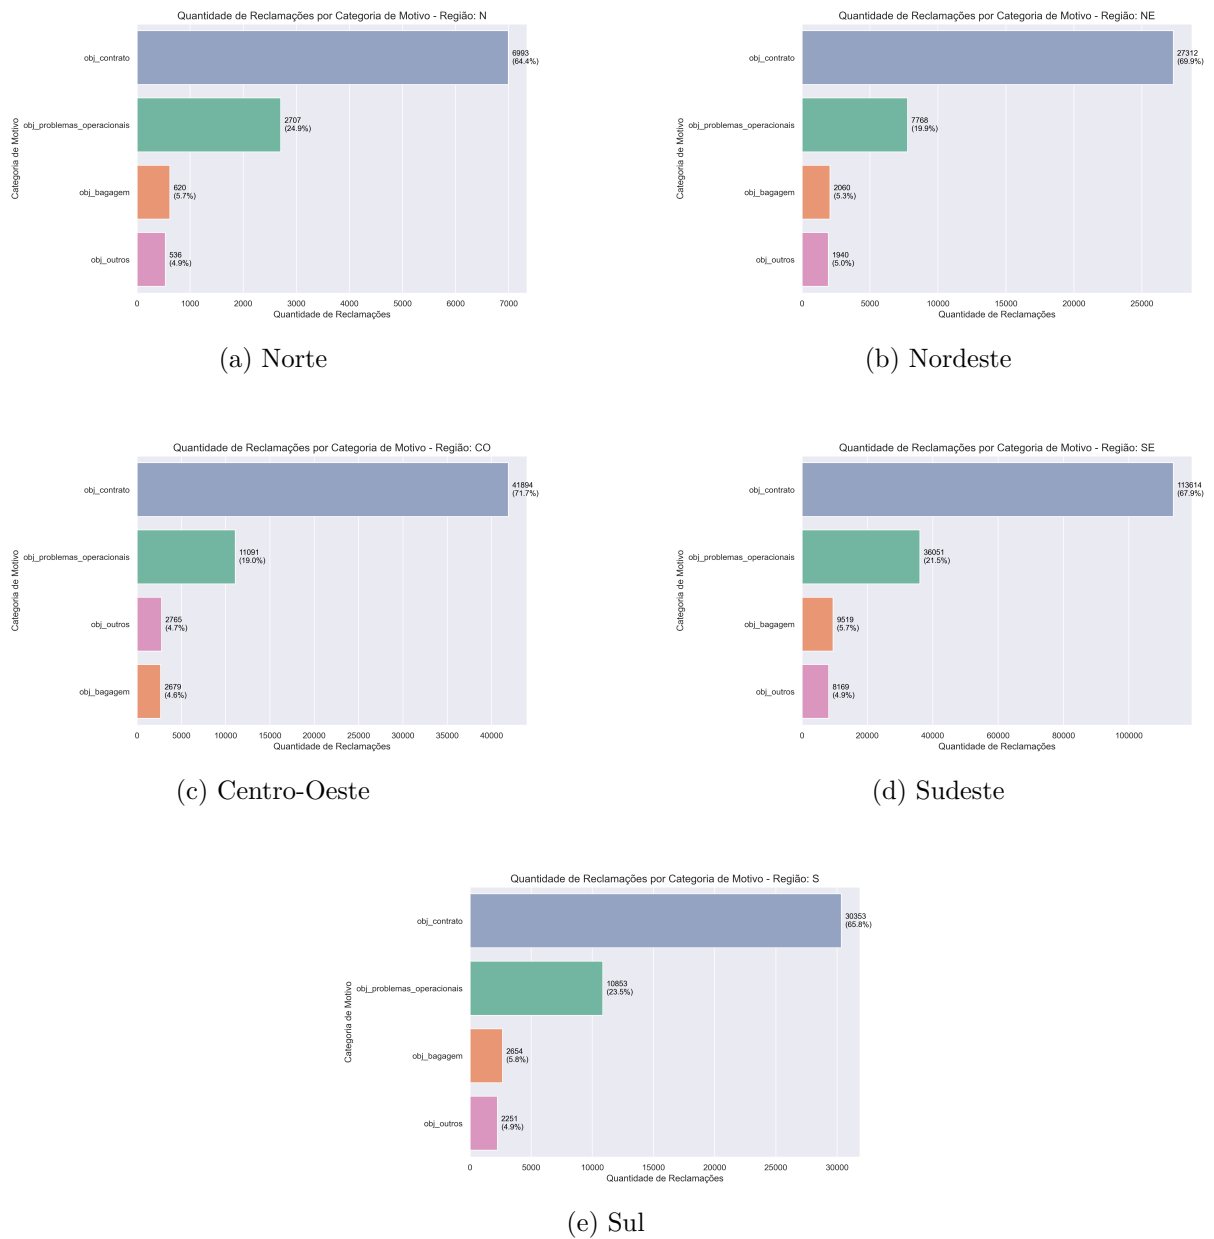 Quantidade de Reclamações por Categoria de Motivo - Região: N
Categoria de Motivo
obj_contrato
6993
(64.4%)
obj_problemas_operacionais
2707
(24.9%)
obj_bagagem
620
(5.7%)
obj_outros
536
(4.9%)
0 1000 2000 3000 4000 5000 6000 7000
Quantidade de Reclamações
(a) Norte
Quantidade de Reclamações por Categoria de Motivo - Região: NE
Categoria de Motivo
obj_contrato
27312
(69.9%)
obj_problemas_operacionais
7768
(19.9%)
obj_bagagem
2060
(5.3%)
obj_outros
1940
(5.0%)
0 5000 10000 15000 20000 25000
Quantidade de Reclamações
(b) Nordeste
Quantidade de Reclamações por Categoria de Motivo - Região: CO
Categoria de Motivo
obj_contrato
41894
(71.7%)
obj_problemas_operacionais
11091
(19.0%)
obj_outros
2765
(4.7%)
obj_bagagem
2679
(4.6%)
0 5000 10000 15000 20000 25000 30000 35000 40000
Quantidade de Reclamações
(c) Centro-Oeste
Quantidade de Reclamações por Categoria de Motivo - Região: SE
Categoria de Motivo
obj_contrato
113614
(67.9%)
obj_problemas_operacionais
36051
(21.5%)
obj_bagagem
9519
(5.7%)
obj_outros
8169
(4.9%)
0 20000 40000 60000 80000 100000
Quantidade de Reclamações
(d) Sudeste
Quantidade de Reclamações por Categoria de Motivo - Região: S
Categoria de Motivo
obj_contrato
30353
(65.8%)
obj_problemas_operacionais
10853
(23.5%)
obj_bagagem
2654
(5.8%)
obj_outros
2251
(4.9%)
0 5000 10000 15000 20000 25000 30000
Quantidade de Reclamações
(e) Sul